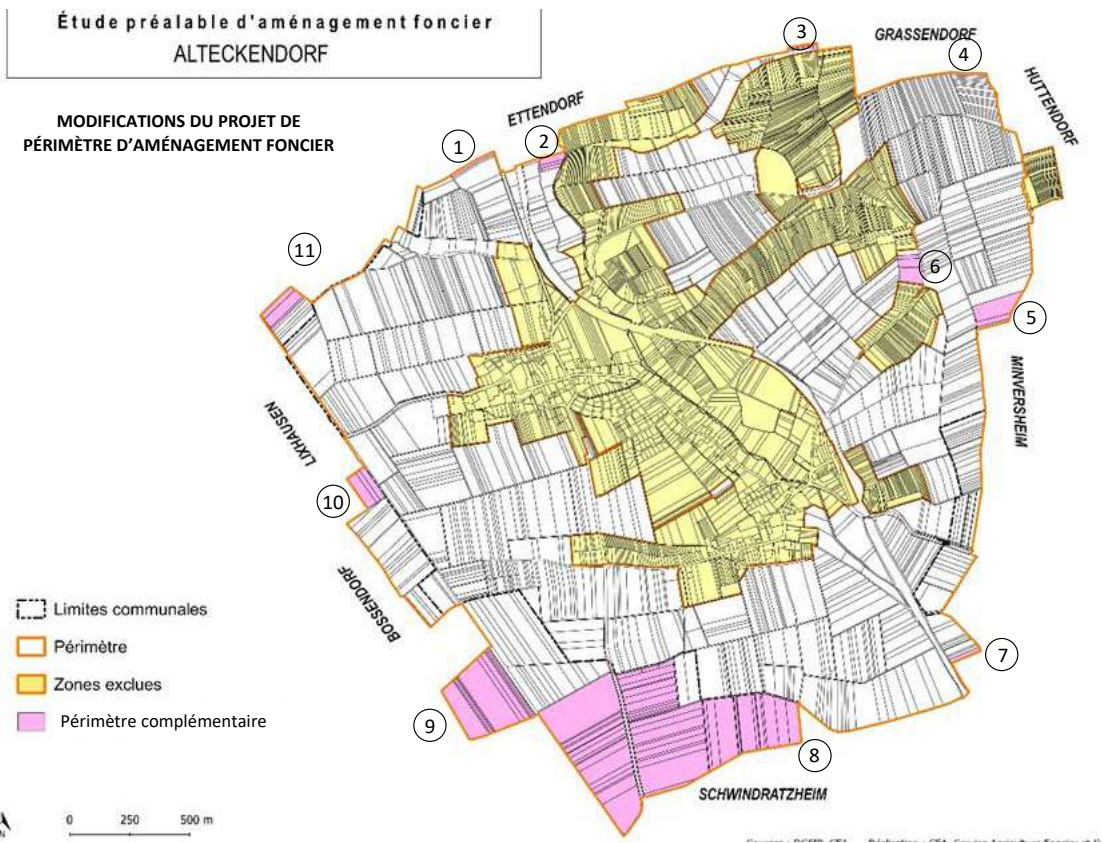 Étude préalable d'aménagement foncier
ALTECKENDORF
MODIFICATIONS DU PROJET DE
PÉRIMÈTRE D'AMÉNAGEMENT FONCIER
3
GRASSENDORF
4
HUTTENDORF
ETTENDORF
2
1
11
6
5
MINVERSHEIM
LIXHAUSEN
10
BOSSENDORF
7
9
8
SCHWINDRATZHEIM
Limites communales
Périmètre
Zones exclues
Périmètre complémentaire
N
0 250 500 m